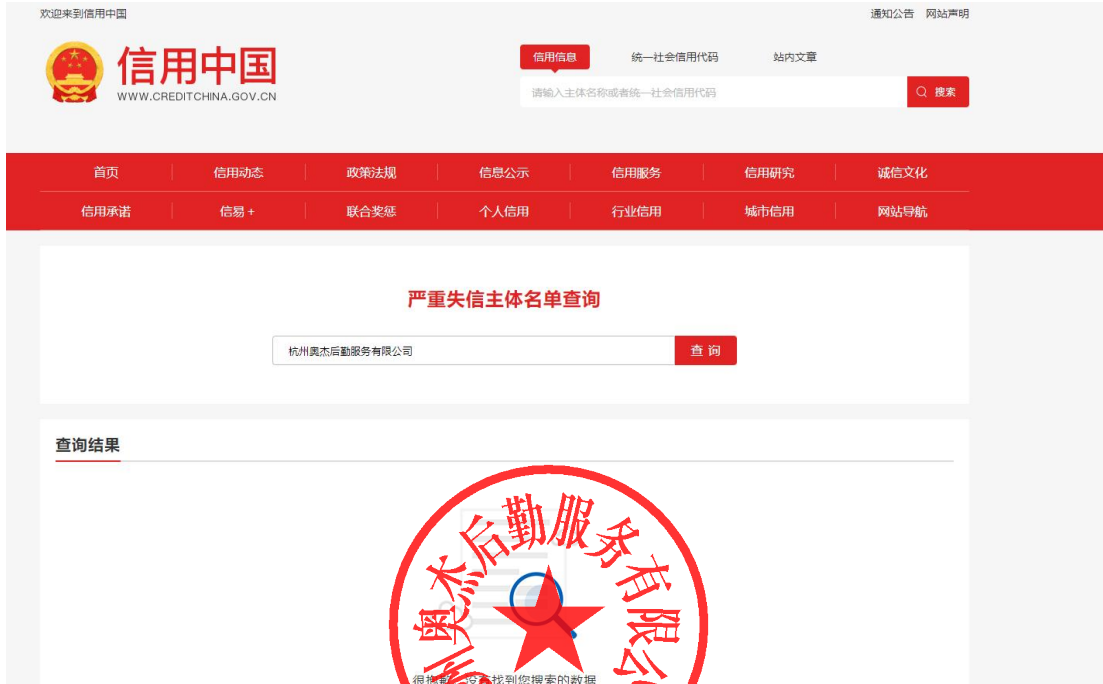 欢迎来到信用中国
通知公告 网站声明
信用中国
WWW.CREDITCHINA.GOV.CN
信用信息 统一社会信用代码 站内文章
请输入主体名称或者统一社会信用代码
搜索
首页 信用动态 政策法规 信息公示 信用服务 信用研究 诚信文化
信用承诺 信易+ 联合奖惩 个人信用 行业信用 城市信用 网站导航
严重失信主体名单查询
杭州奥杰后勤服务有限公司
查询
查询结果
州奥杰后勤服务有限公
很抱歉 没有找到您搜索的数据